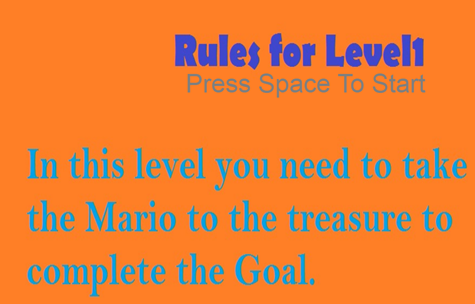 Rules for Level1
Press Space To Start
In this level you need to take
the Mario to the treasure to
complete the Goal.